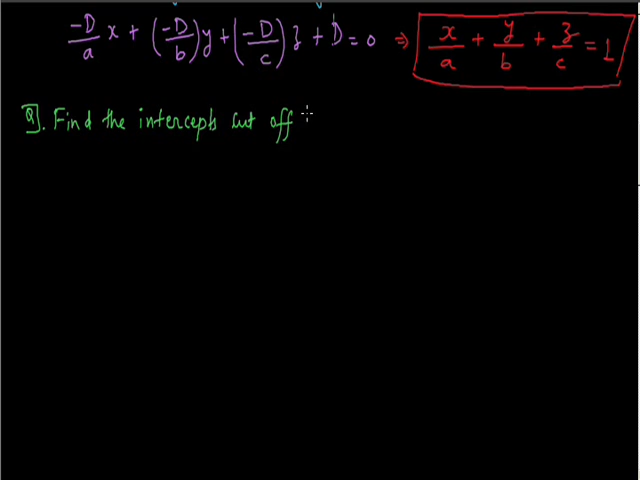 -D/a x + (-D/b) y + (-D/c) z + D = 0 ⇒ x/a + y/b + z/c = 1
Q]. Find the intercepts cut off